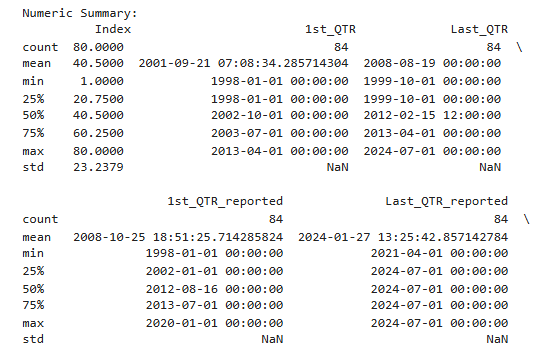 Numeric Summary:
Index 1st_QTR Last_QTR
count 80.0000 84 84 \
mean 40.5000 2001-09-21 07:08:34.285714304 2008-08-19 00:00:00
min 1.0000 1998-01-01 00:00:00 1999-10-01 00:00:00
25% 20.7500 1998-01-01 00:00:00 1999-10-01 00:00:00
50% 40.5000 2002-10-01 00:00:00 2012-02-15 12:00:00
75% 60.2500 2003-07-01 00:00:00 2013-04-01 00:00:00
max 80.0000 2013-04-01 00:00:00 2024-07-01 00:00:00
std 23.2379 NaN NaN
1st_QTR_reported Last_QTR_reported
count 84 84 \
mean 2008-10-25 18:51:25.714285824 2024-01-27 13:25:42.857142784
min 1998-01-01 00:00:00 2021-04-01 00:00:00
25% 2002-01-01 00:00:00 2024-07-01 00:00:00
50% 2012-08-16 00:00:00 2024-07-01 00:00:00
75% 2013-07-01 00:00:00 2024-07-01 00:00:00
max 2020-01-01 00:00:00 2024-07-01 00:00:00
std NaN NaN